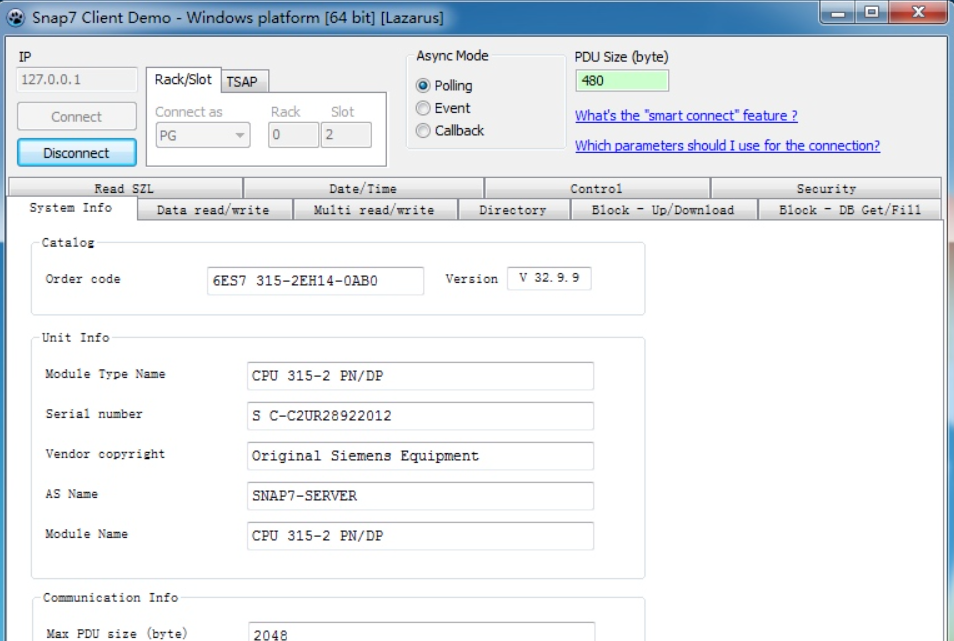 Snap7 Client Demo - Windows platform [64 bit] [Lazarus]
IP
127.0.0.1
Connect
Disconnect
Rack/Slot TSAP
Connect as Rack Slot
PG 0 2
Async Mode
Polling
Event
Callback
PDU Size (byte)
480
What's the "smart connect" feature ?
Which parameters should I use for the connection?
Read SZL Date/Time Control Security
System Info Data read/write Multi read/write Directory Block - Up/Download Block - DB Get/Fill
Catalog
Order code 6ES7 315-2EH14-0AB0 Version V 32.9.9
Unit Info
Module Type Name CPU 315-2 PN/DP
Serial number S C-C2UR28922012
Vendor copyright Original Siemens Equipment
AS Name SNAP7-SERVER
Module Name CPU 315-2 PN/DP
Communication Info
Max PDU size (byte) 2048